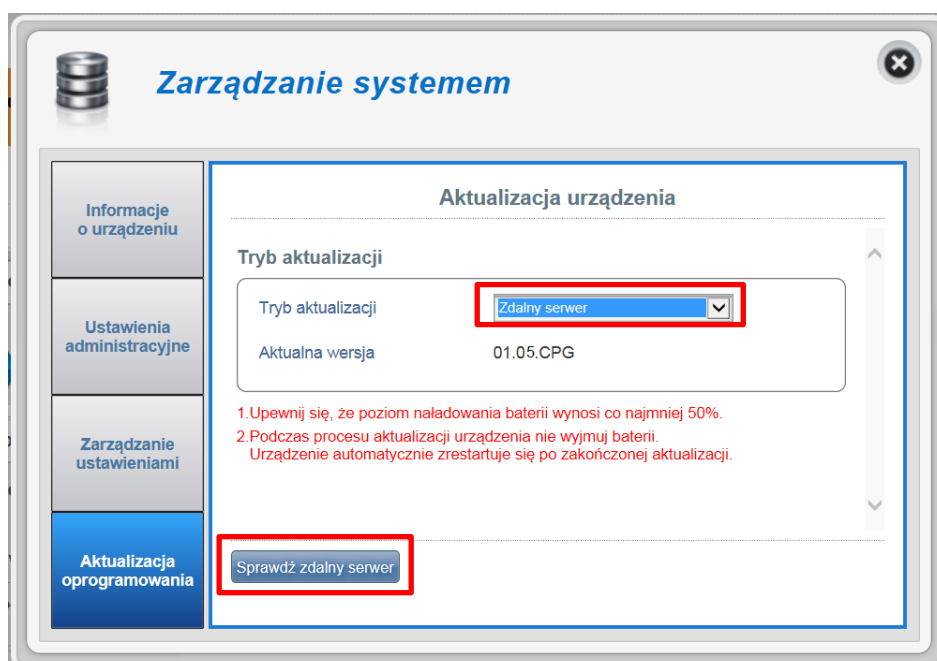 Zarządzanie systemem
Informacje
o urządzeniu
Ustawienia
administracyjne
Zarządzanie
ustawieniami
Aktualizacja
oprogramowania
Aktualizacja urządzenia
Tryb aktualizacji
Tryb aktualizacji Zdalny serwer
Aktualna wersja 01.05.CPG
1.Upewnij się, że poziom naładowania baterii wynosi co najmniej 50%.
2.Podczas procesu aktualizacji urządzenia nie wyjmuj baterii.
Urządzenie automatycznie zrestartuje się po zakończonej aktualizacji.
Sprawdź zdalny serwer